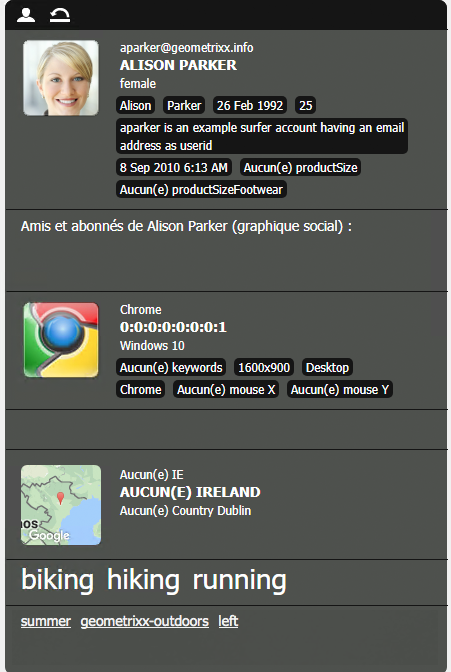 aparker@geometrixx.info
ALISON PARKER
female
Alison Parker 26 Feb 1992 25
aparker is an example surfer account having an email
address as userid
8 Sep 2010 6:13 AM Aucun(e) productSize
Aucun(e) productSizeFootwear
Amis et abonnés de Alison Parker (graphique social) :
Chrome
0:0:0:0:0:0:0:1
Windows 10
Aucun(e) keywords 1600x900 Desktop
Chrome Aucun(e) mouse X Aucun(e) mouse Y
Aucun(e) IE
AUCUN(E) IRELAND
Aucun(e) Country Dublin
nos
Google
biking hiking running
summer geometrixx-outdoors left